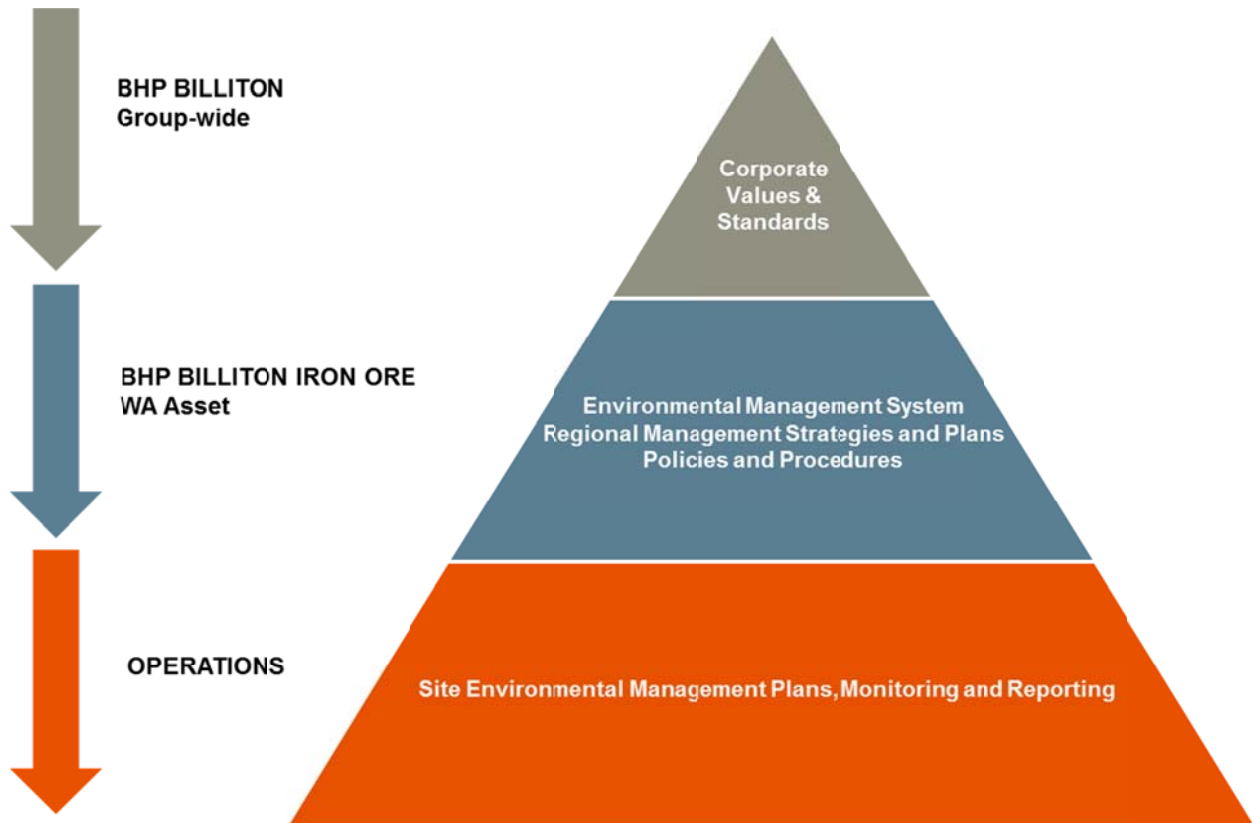 BHP BILLITON
Group-wide
Corporate
Values &
Standards
BHP BILLITON IRON ORE
WA Asset
Environmental Management System
Regional Management Strategies and Plans
Policies and Procedures
OPERATIONS
Site Environmental Management Plans, Monitoring and Reporting